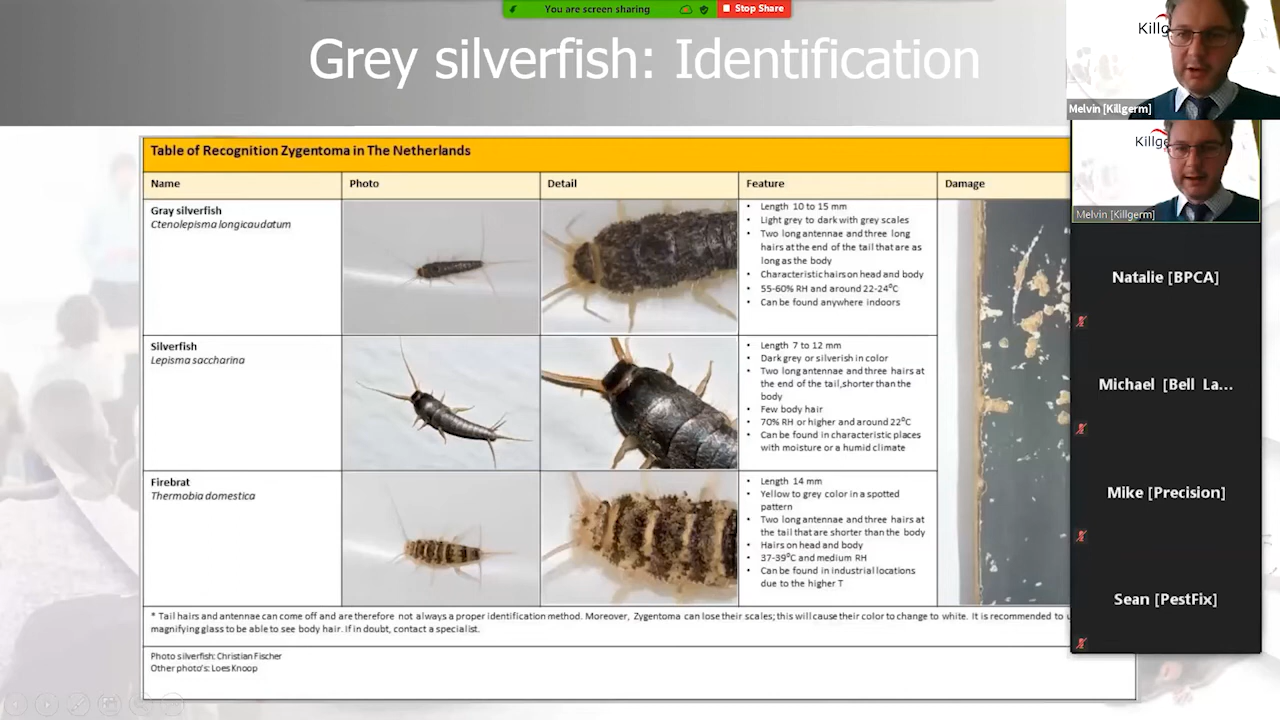 You are screen sharing
Stop Share
Grey silverfish: Identification
Killg
Melvin [Killgerm]
Killge
Melvin [Killgerm]
Natalie [BPCA]
Michael [Bell La...
Mike [Precision]
Sean [PestFix]
Table of Recognition Zygentoma in The Netherlands
Name
Photo
Detail
Feature
Damage
Gray silverfish
Ctenolepisma longicaudatum
• Length 10 to 15 mm
• Light grey to dark with grey scales
• Two long antennae and three long
hairs at the end of the tail that are as
long as the body
• Characteristic hairs on head and body
• 55-60% RH and around 22-24⁰C
• Can be found anywhere indoors
Silverfish
Lepisma saccharina
• Length 7 to 12 mm
• Dark grey or silverish in color
• Two long antennae and three hairs at
the end of the tail,shorter than the
body
• Few body hair
• 70% RH or higher and around 22⁰C
• Can be found in characteristic places
with moisture or a humid climate
Firebrat
Thermobia domestica
• Length 14 mm
• Yellow to grey color in a spotted
pattern
• Two long antennae and three hairs at
the tail that are shorter than the body
• Hairs on head and body
• 37-39⁰C and medium RH
• Can be found in industrial locations
due to the higher T
* Tail hairs and antennae can come off and are therefore not always a proper identification method. Moreover, Zygentoma can lose their scales; this will cause their color to change to white. It is recommended to
magnifying glass to be able to see body hair. If in doubt, contact a specialist.
Photo silverfish: Christian Fischer
Other photo's: Loes Knoop